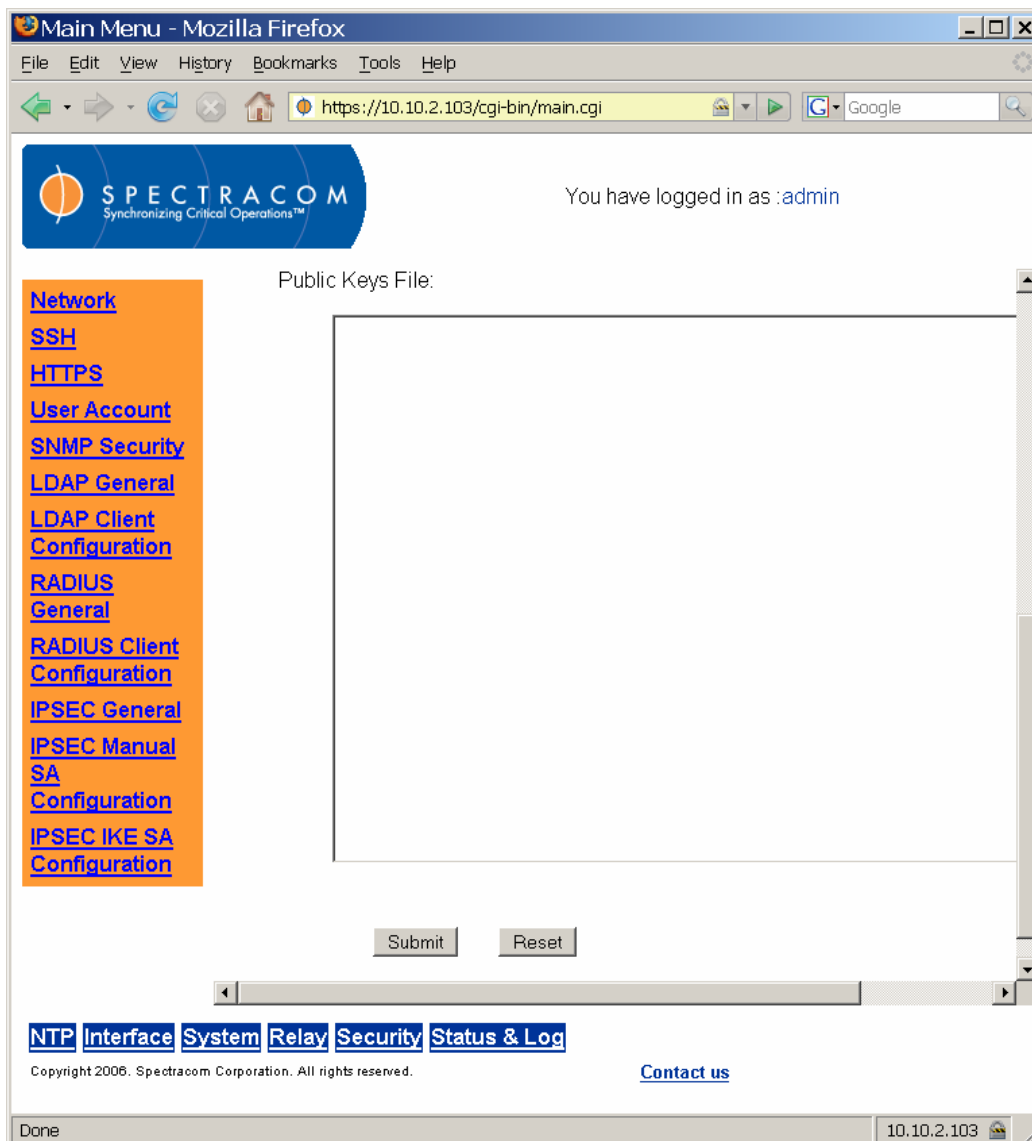 Main Menu - Mozilla Firefox
File Edit View History Bookmarks Tools Help
https://10.10.2.103/cgi-bin/main.cgi
G
Google
SPECTRACOM
Synchronizing Critical Operations™
You have logged in as :admin
Public Keys File:
Network
SSH
HTTPS
User Account
SNMP Security
LDAP General
LDAP Client
Configuration
RADIUS
General
RADIUS Client
Configuration
IPSEC General
IPSEC Manual
SA
Configuration
IPSEC IKE SA
Configuration
Submit Reset
NTP Interface System Relay Security Status & Log
Copyright 2006. Spectracom Corporation. All rights reserved.
Contact us
Done
10.10.2.103